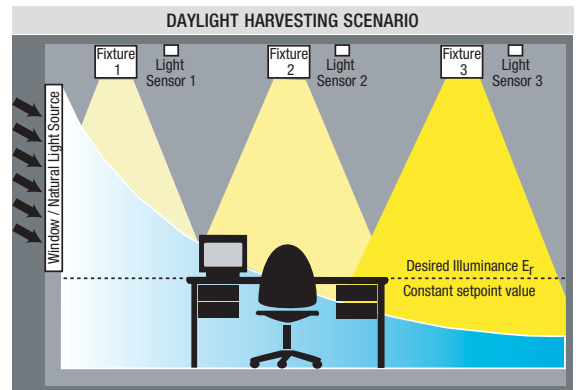 DAYLIGHT HARVESTING SCENARIO
Fixture
1
Light
Sensor 1
Fixture
2
Light
Sensor 2
Fixture
3
Light
Sensor 3
Window / Natural Light Source
Desired Illuminance Er
Constant setpoint value